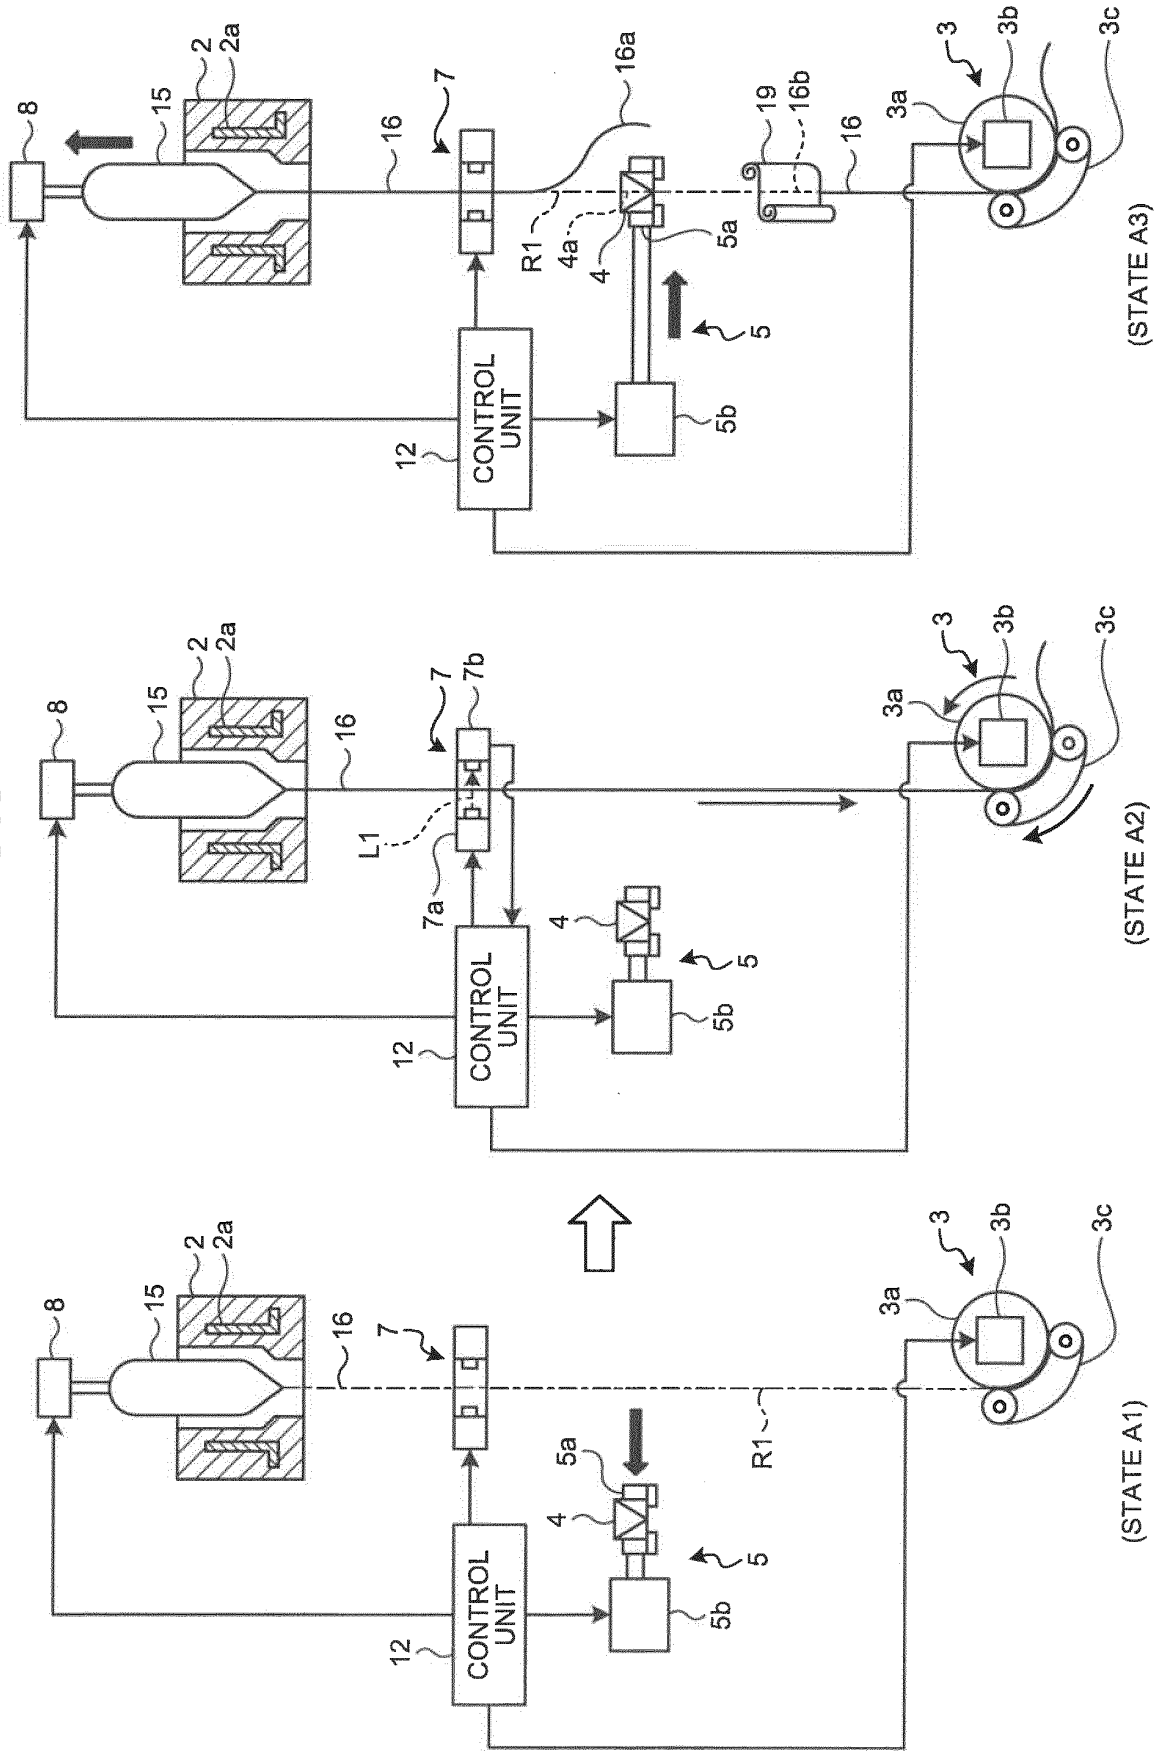 8
15
2
2a
16
7
12
CONTROL
UNIT
4
5a
5
5b
R1
3a
3
3b
3c
(STATE A1)
8
15
2
2a
16
L1
7
7a
7b
12
CONTROL
UNIT
4
5
5b
3a
3
3b
3c
(STATE A2)
8
15
2
2a
16
7
16a
R1
4a
4
5a
12
CONTROL
UNIT
5
5b
19
16b
16
3a
3
3b
3c
(STATE A3)